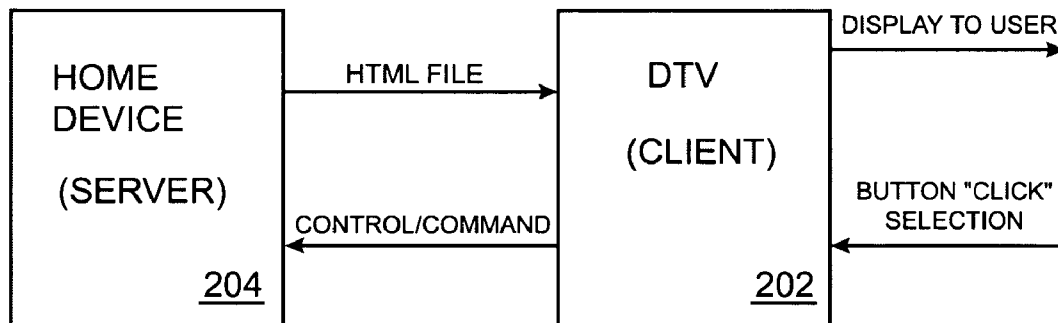 HOME
DEVICE
(SERVER)
204
HTML FILE
CONTROL/COMMAND
DTV
(CLIENT)
202
DISPLAY TO USER
BUTTON "CLICK"
SELECTION